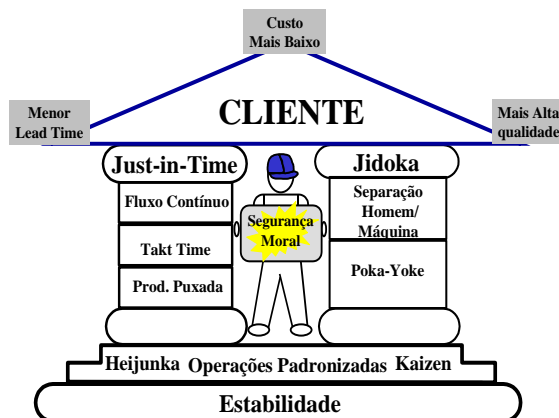 Custo
Mais Baixo
Menor
Lead Time
CLIENTE
Mais Alta
qualidade
Just-in-Time
Jidoka
Fluxo Contínuo
Takt Time
Prod. Puxada
Segurança
Moral
Separação
Homem/
Máquina
Poka-Yoke
Heijunka Operações Padronizadas Kaizen
Estabilidade